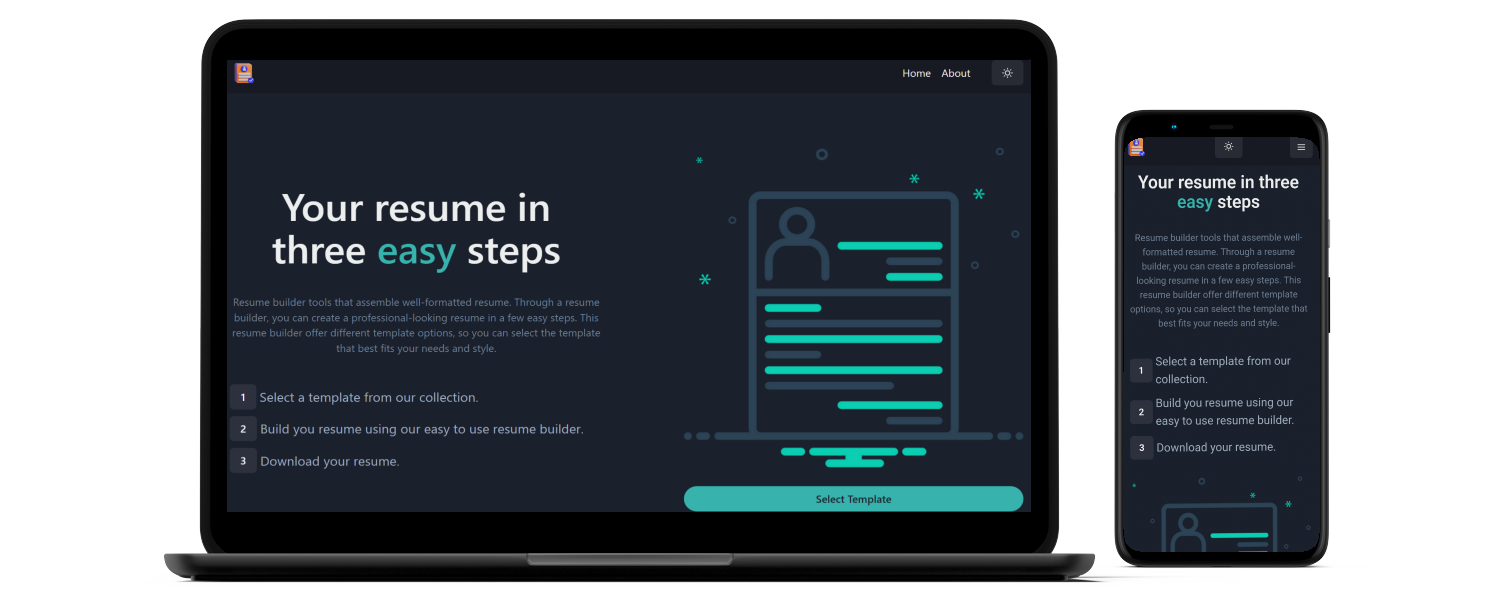 Home About
Your resume in
three easy steps
Resume builder tools that assemble well-formatted resume. Through a resume
builder, you can create a professional-looking resume in a few easy steps. This
resume builder offer different template options, so you can select the template
that best fits your needs and style.
1 Select a template from our collection.
2 Build you resume using our easy to use resume builder.
3 Download your resume.
Select Template
Your resume in three
easy steps
Resume builder tools that assemble well-
formatted resume. Through a resume
builder, you can create a professional-
looking resume in a few easy steps. This
resume builder offer different template
options, so you can select the template that
best fits your needs and style.
1 Select a template from our
collection.
2 Build you resume using our
easy to use resume builder.
3 Download your resume.